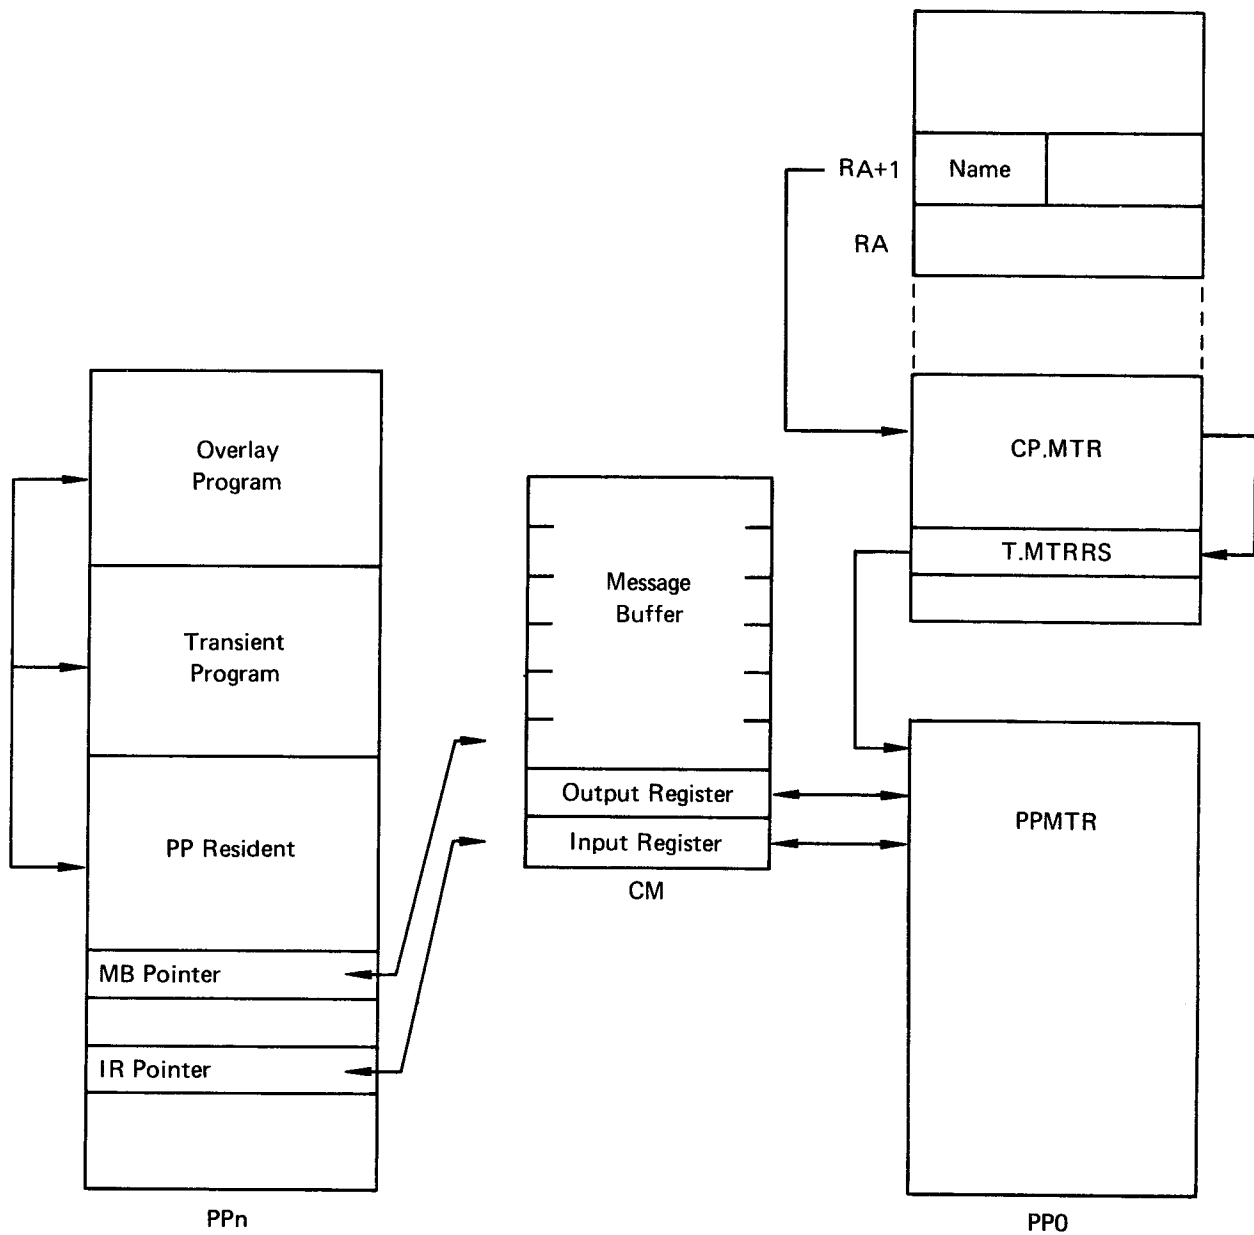 RA+1
Name
RA
CP.MTR
T.MTRRS
Overlay
Program
Transient
Program
PP Resident
MB Pointer
IR Pointer
PPn
Message
Buffer
Output Register
Input Register
CM
PPMTR
PP0